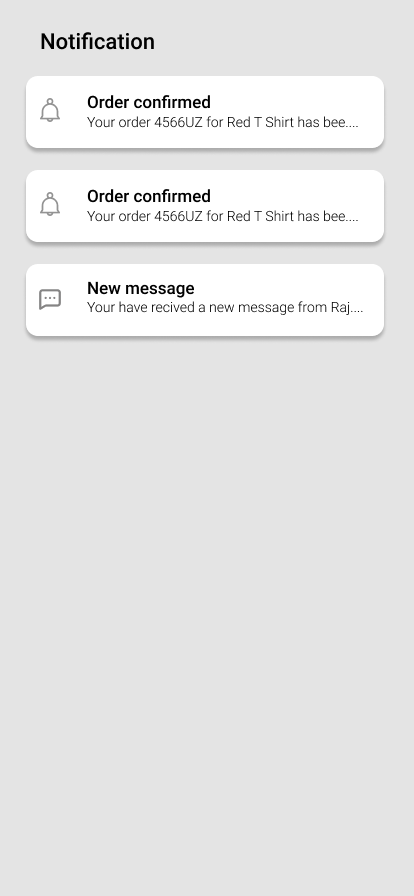 Notification
Order confirmed
Your order 4566UZ for Red T Shirt has bee....
Order confirmed
Your order 4566UZ for Red T Shirt has bee....
New message
Your have recived a new message from Raj....